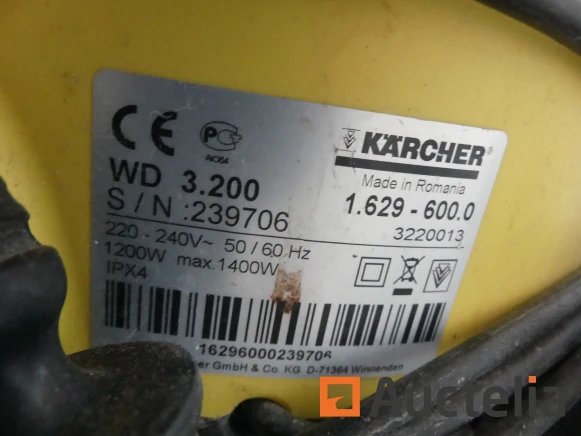 CE
WD 3.200
S / N :239706
220 - 240V~ 50 / 60 Hz
1200W max.1400W
IPX4
KÄRCHER
Made in Romania
1.629 - 600.0
3220013
16296000239706
GmbH & Co. KG D-71364 Winnenden
Auctelia